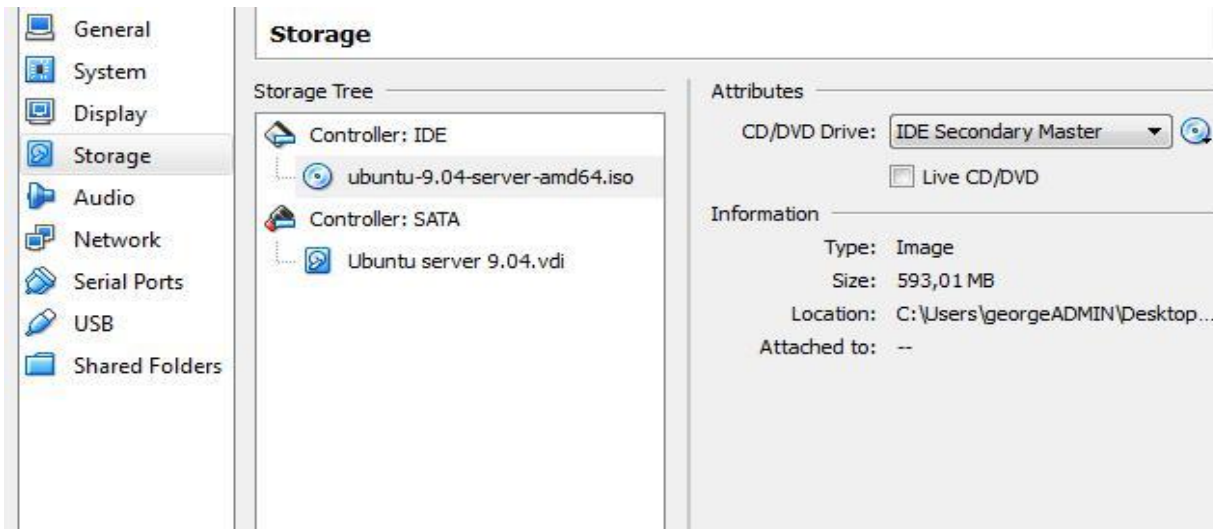 General
System
Display
Storage
Audio
Network
Serial Ports
USB
Shared Folders
Storage
Storage Tree
Controller: IDE
ubuntu-9.04-server-amd64.iso
Controller: SATA
Ubuntu server 9.04.vdi
Attributes
CD/DVD Drive: IDE Secondary Master
Live CD/DVD
Information
Type: Image
Size: 593,01 MB
Location: C:\Users\georgeADMIN\Desktop...
Attached to: --